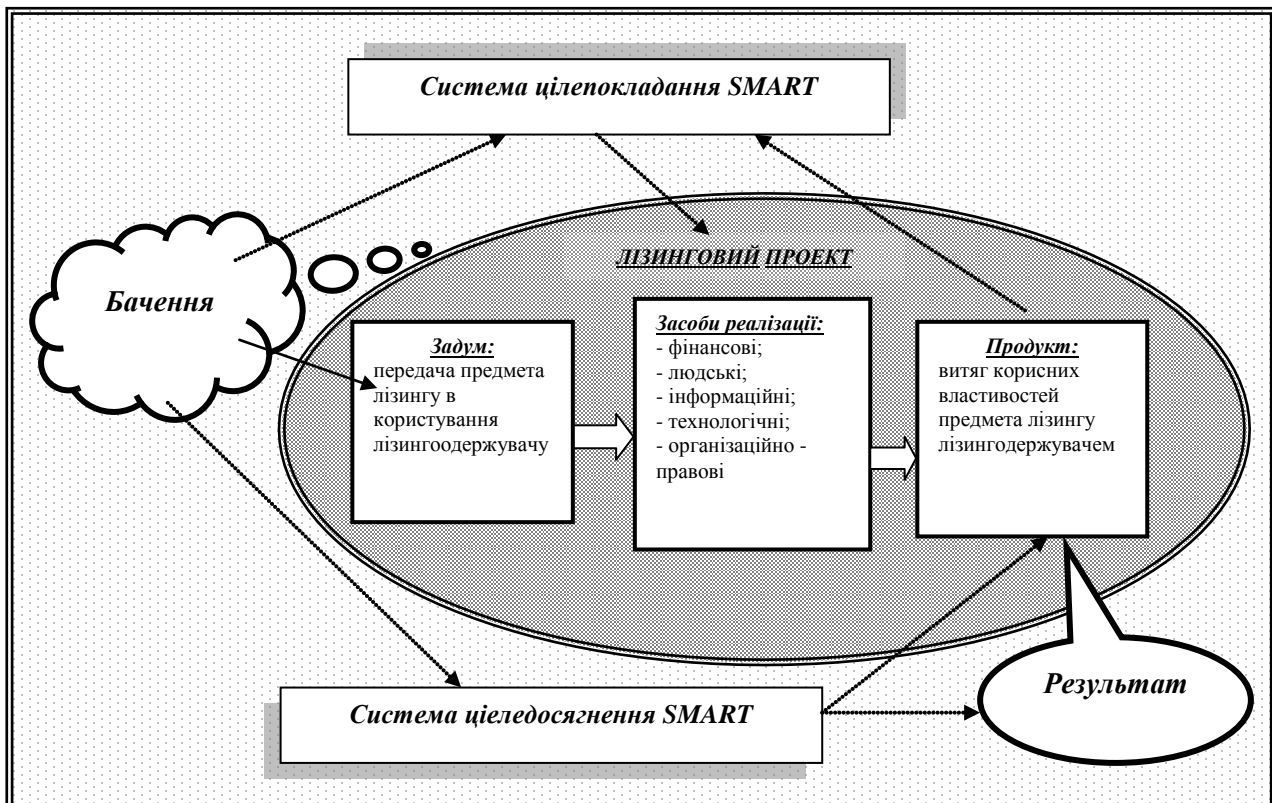 Система цілепокладання SMART
ЛІЗИНГОВИЙ ПРОЕКТ
Бачення
Задум:
передача предмета
лізингу в
користування
лізингоодержувачу
Засоби реалізації:
- фінансові;
- людські;
- інформаційні;
- технологічні;
- організаційно -
правові
Продукт:
витяг корисних
властивостей
предмета лізингу
лізингодержувачем
Результат
Система ціеледосягнення SMART